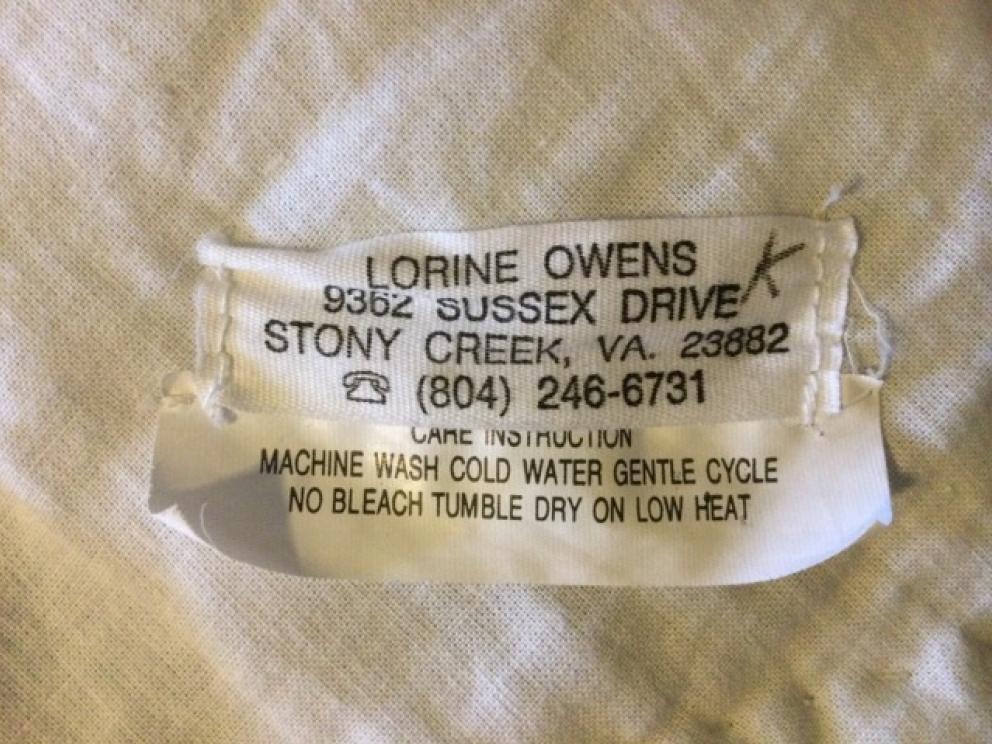 LORINE OWENS K
9362 SUSSEX DRIVE
STONY CREEK, VA. 23882
☎ (804) 246-6731
CARE INSTRUCTION
MACHINE WASH COLD WATER GENTLE CYCLE
NO BLEACH TUMBLE DRY ON LOW HEAT